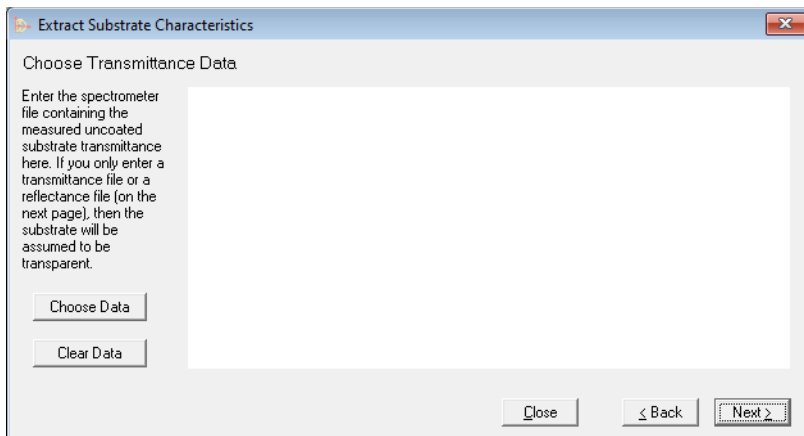 Extract Substrate Characteristics
Choose Transmittance Data
Enter the spectrometer
file containing the
measured uncoated
substrate transmittance
here. If you only enter a
transmittance file or a
reflectance file (on the
next page), then the
substrate will be
assumed to be
transparent.
Choose Data
Clear Data
Close
< Back
Next >